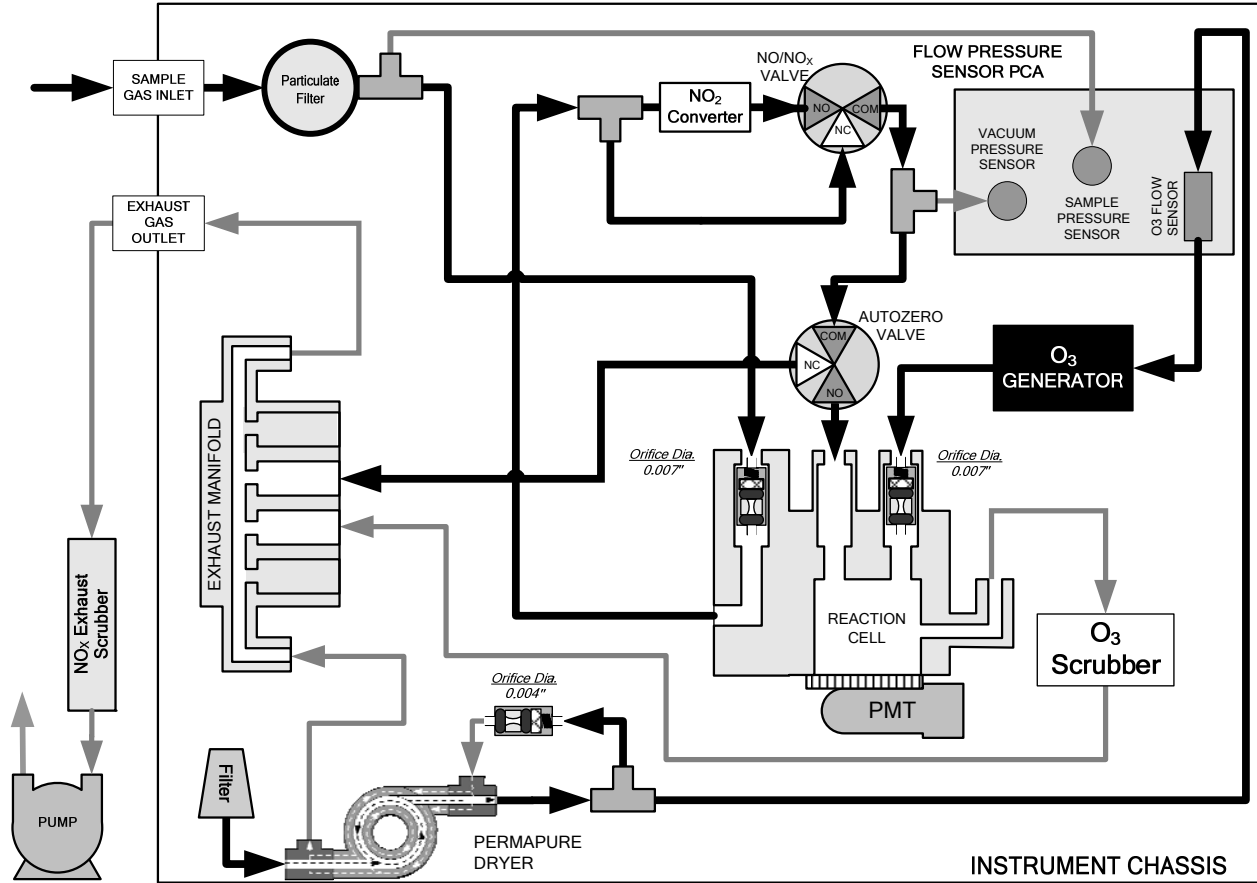 SAMPLE
GAS INLET
Particulate
Filter
NO/NOX
VALVE
NO2
Converter
NO
COM
NC
FLOW PRESSURE
SENSOR PCA
VACUUM
PRESSURE
SENSOR
SAMPLE
PRESSURE
SENSOR
O3 FLOW
SENSOR
EXHAUST
GAS
OUTLET
AUTOZERO
VALVE
COM
NC
NO
O3
GENERATOR
EXHAUST MANIFOLD
Orifice Dia.
0.007"
Orifice Dia.
0.007"
NOX Exhaust
Scrubber
REACTION
CELL
O3
Scrubber
PMT
Orifice Dia.
0.004"
Filter
PUMP
PERMAPURE
DRYER
INSTRUMENT CHASSIS